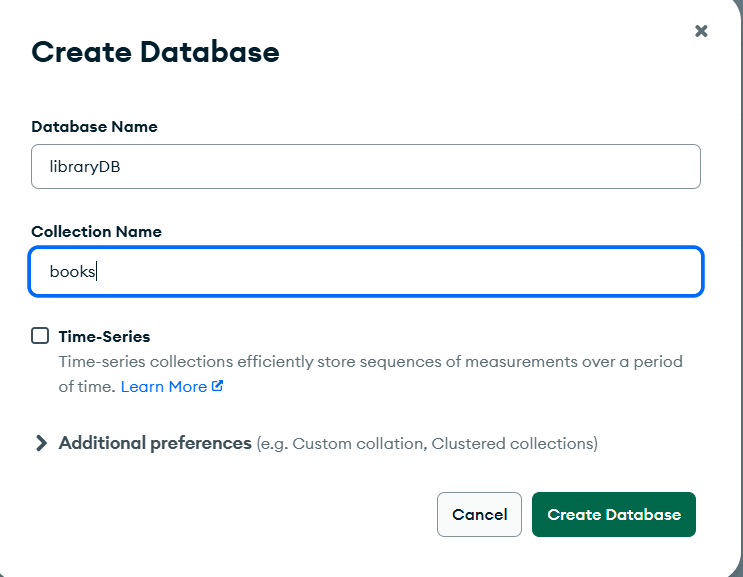 Create Database
Database Name
libraryDB
Collection Name
books
Time-Series
Time-series collections efficiently store sequences of measurements over a period
of time. Learn More
Additional preferences (e.g. Custom collation, Clustered collections)
Cancel Create Database